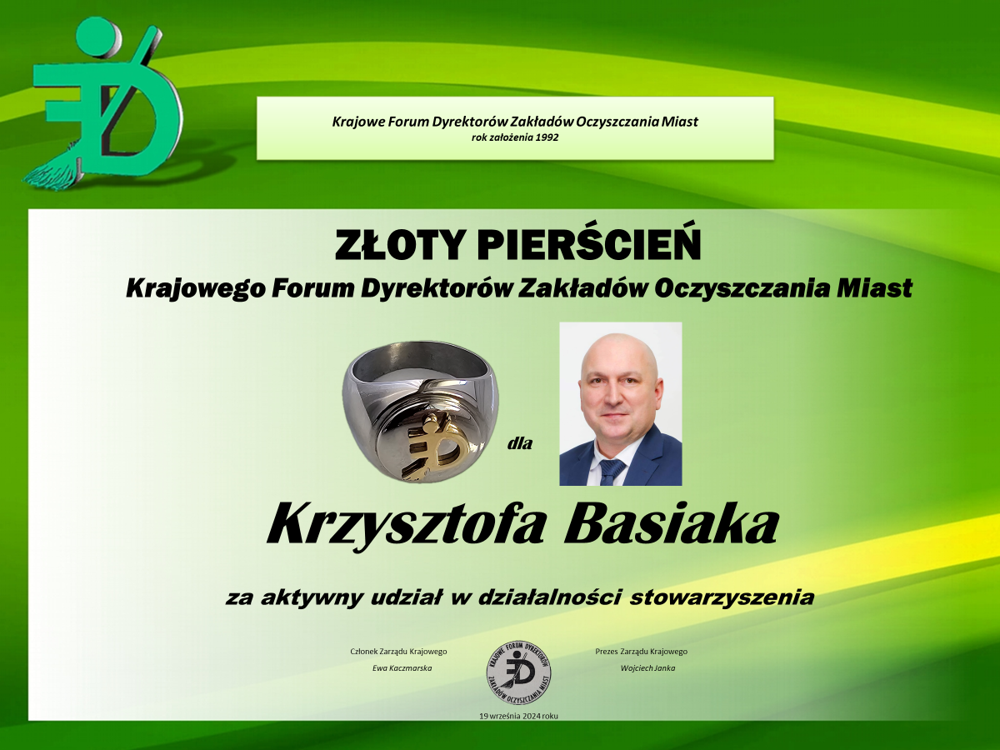 Krajowe Forum Dyrektorów Zakładów Oczyszczania Miast
rok założenia 1992
ZŁOTY PIERŚCIEŃ
Krajowego Forum Dyrektorów Zakładów Oczyszczania Miast
dla
Krzysztofa Basiaka
za aktywny udział w działalności stowarzyszenia
Członek Zarządu Krajowego
Ewa Kaczmarska
KRAJOWE FORUM DYREKTORÓW
ZAKŁADÓW OCZYSZCZANIA MIAST
Prezes Zarządu Krajowego
Wojciech Janka
19 września 2024 roku